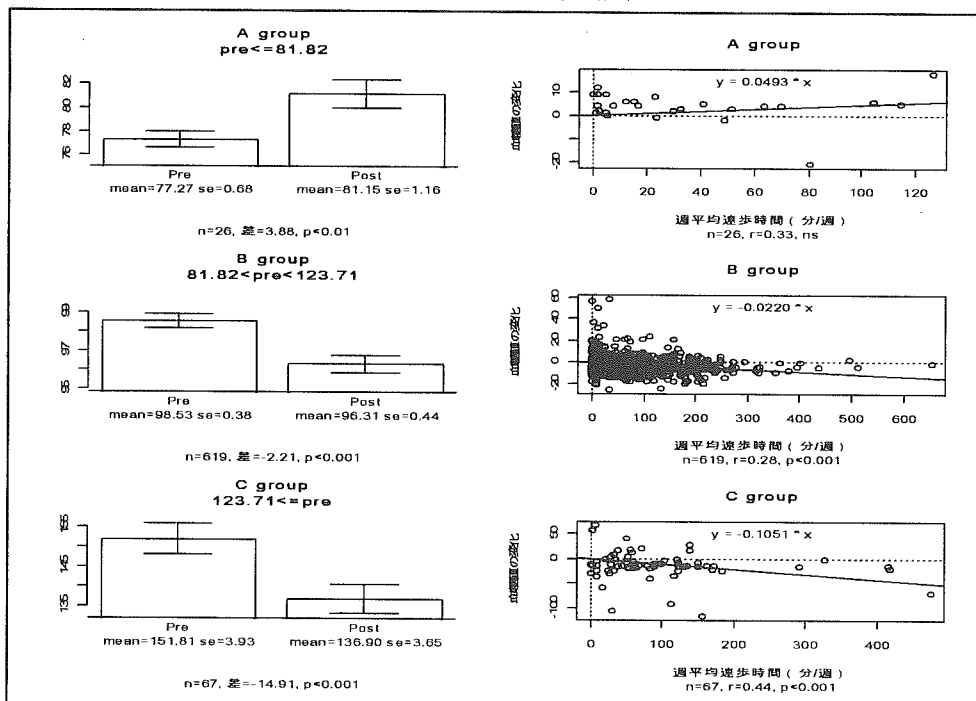 A group
pre<=81.82
76
78
80
82
Pre
Post
mean=77.27 se=0.68
mean=81.15 se=1.16
n=26, 差=3.88, p<0.01
A group
y = 0.0493 * x
10
0
-20
0
20
40
60
80
100
120
週平均速歩時間 ( 分/週 )
n=26, r=0.33, ns
B group
81.82<pre<123.71
95
97
99
Pre
Post
mean=98.53 se=0.38
mean=96.31 se=0.44
n=619, 差=-2.21, p<0.001
B group
y = -0.0220 * x
60
40
20
0
-20
0
100
200
300
400
500
600
週平均速歩時間 ( 分/週 )
n=619, r=0.28, p<0.001
C group
123.71<=pre
135
145
155
Pre
Post
mean=151.81 se=3.93
mean=136.90 se=3.65
n=67, 差=-14.91, p<0.001
C group
y = -0.1051 * x
50
0
-100
0
100
200
300
400
週平均速歩時間 ( 分/週 )
n=67, r=0.44, p<0.001